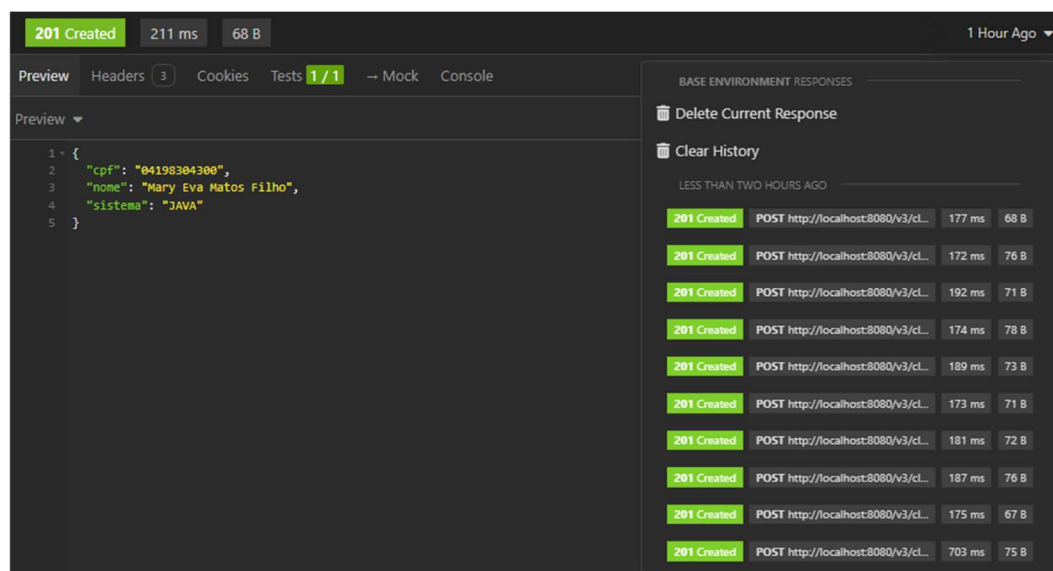 201 Created 211 ms 68 B 1 Hour Ago
Preview Headers 3 Cookies Tests 1 / 1 → Mock Console
Preview
1 {
2 "cpf": "04198304300",
3 "nome": "Mary Eva Matos Filho",
4 "sistema": "JAVA"
5 }
BASE ENVIRONMENT RESPONSES
Delete Current Response
Clear History
LESS THAN TWO HOURS AGO
201 Created POST http://localhost:8080/v3/cl... 177 ms 68 B
201 Created POST http://localhost:8080/v3/cl... 172 ms 76 B
201 Created POST http://localhost:8080/v3/cl... 192 ms 71 B
201 Created POST http://localhost:8080/v3/cl... 174 ms 78 B
201 Created POST http://localhost:8080/v3/cl... 189 ms 73 B
201 Created POST http://localhost:8080/v3/cl... 173 ms 71 B
201 Created POST http://localhost:8080/v3/cl... 181 ms 72 B
201 Created POST http://localhost:8080/v3/cl... 187 ms 76 B
201 Created POST http://localhost:8080/v3/cl... 175 ms 67 B
201 Created POST http://localhost:8080/v3/cl... 703 ms 75 B